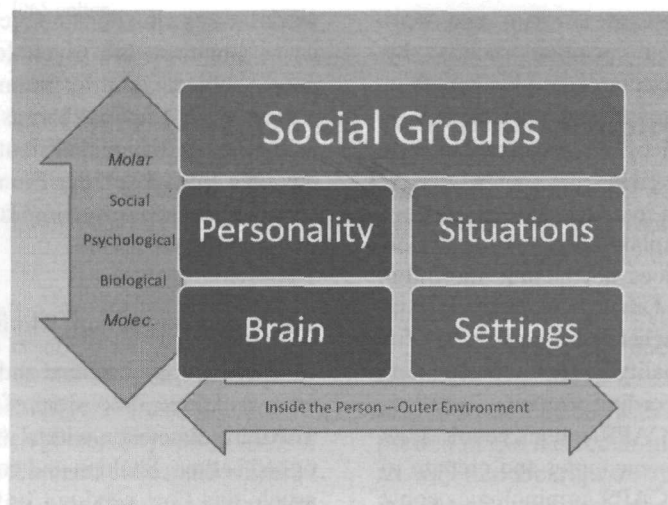 Social Groups
Molar
Social
Psychological
Biological
Molec.
Personality
Situations
Brain
Settings
Inside the Person – Outer Environment